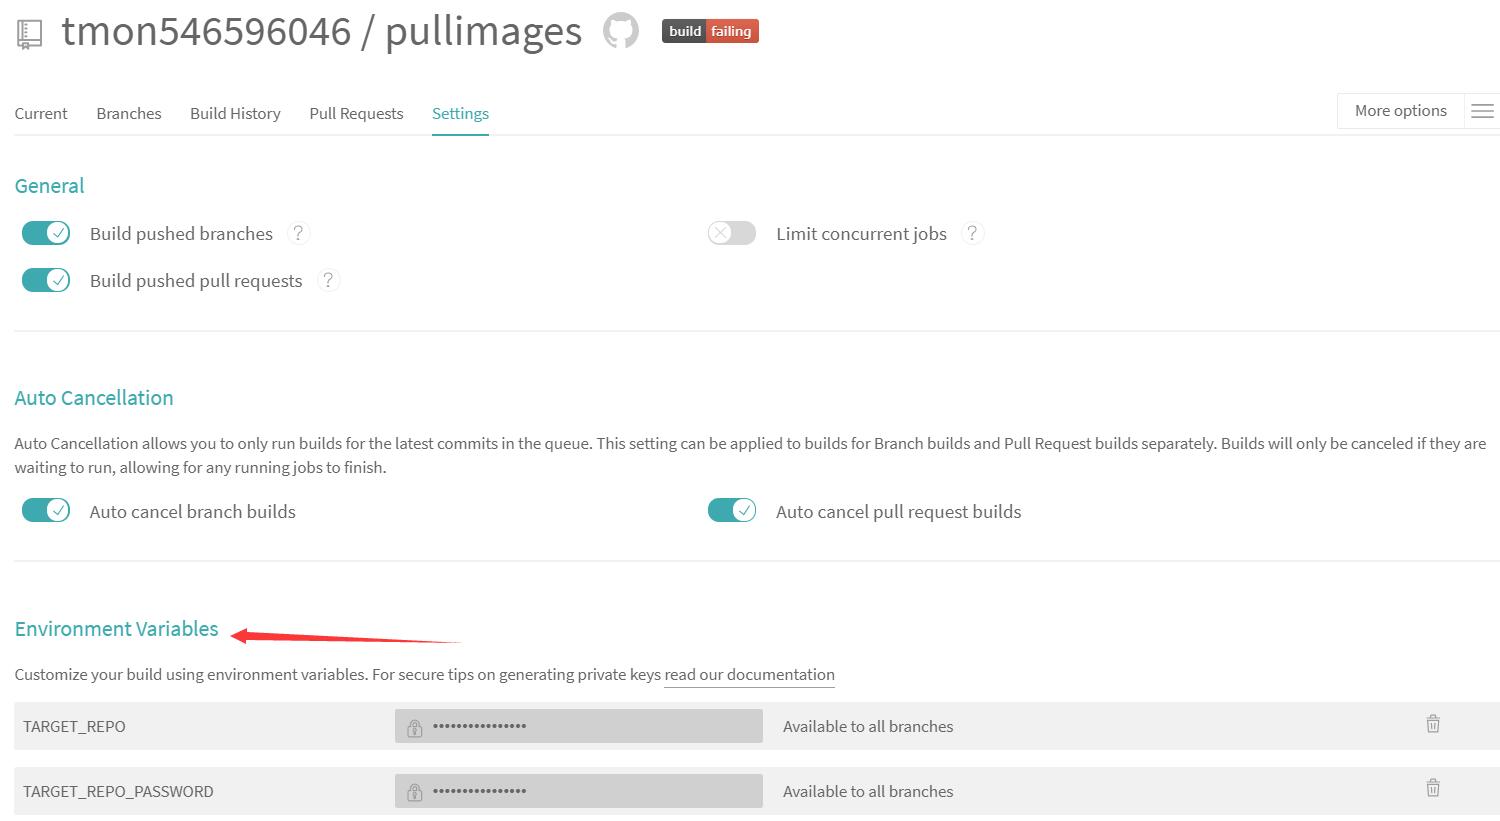 tmon546596046 / pullimages build failing
Current Branches Build History Pull Requests Settings More options
General
Build pushed branches ? Limit concurrent jobs ?
Build pushed pull requests ?
Auto Cancellation
Auto Cancellation allows you to only run builds for the latest commits in the queue. This setting can be applied to builds for Branch builds and Pull Request builds separately. Builds will only be canceled if they are
waiting to run, allowing for any running jobs to finish.
Auto cancel branch builds Auto cancel pull request builds
Environment Variables
Customize your build using environment variables. For secure tips on generating private keys read our documentation
TARGET_REPO •••••••••••••••• Available to all branches
TARGET_REPO_PASSWORD •••••••••••••••• Available to all branches